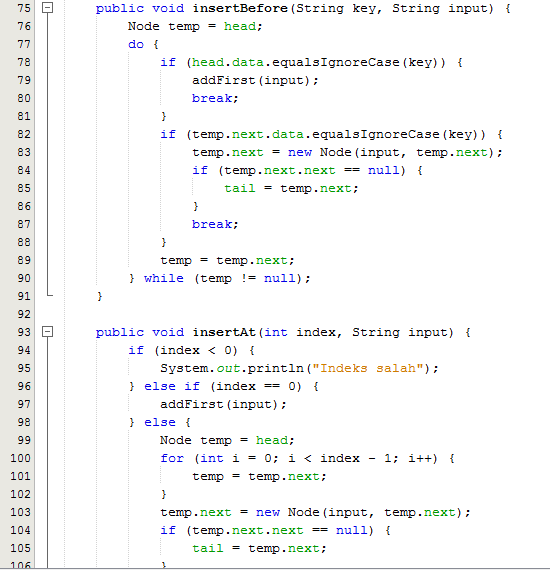 75 public void insertBefore(String key, String input) {
76 Node temp = head;
77 do {
78 if (head.data.equalsIgnoreCase(key)) {
79 addFirst(input);
80 break;
81 }
82 if (temp.next.data.equalsIgnoreCase(key)) {
83 temp.next = new Node(input, temp.next);
84 if (temp.next.next == null) {
85 tail = temp.next;
86 }
87 break;
88 }
89 temp = temp.next;
90 } while (temp != null);
91 }
92
93 public void insertAt(int index, String input) {
94 if (index < 0) {
95 System.out.println("Indeks salah");
96 } else if (index == 0) {
97 addFirst(input);
98 } else {
99 Node temp = head;
100 for (int i = 0; i < index - 1; i++) {
101 temp = temp.next;
102 }
103 temp.next = new Node(input, temp.next);
104 if (temp.next.next == null) {
105 tail = temp.next;
106 }